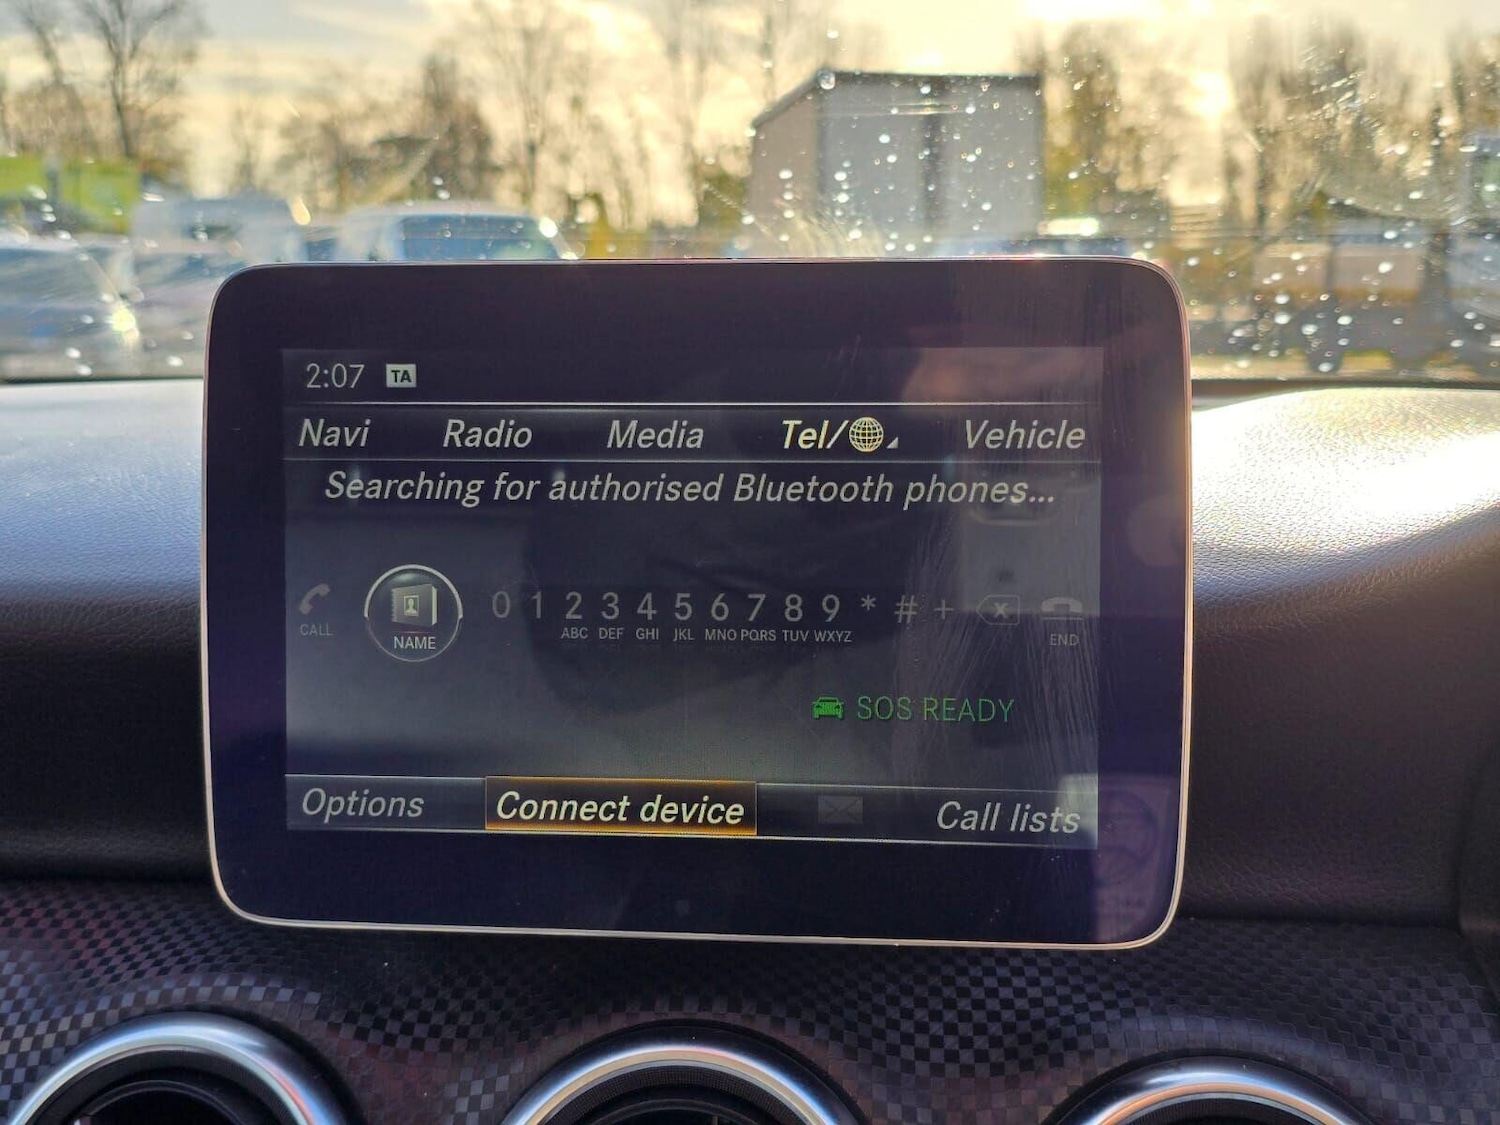 2:07 TA
Navi Radio Media Tel/ Vehicle
Searching for authorised Bluetooth phones...
0 1 2 3 4 5 6 7 8 9 * # + x
CALL NAME ABC DEF GHI JKL MNO PQRS TUV WXYZ END
SOS READY
Options Connect device Call lists